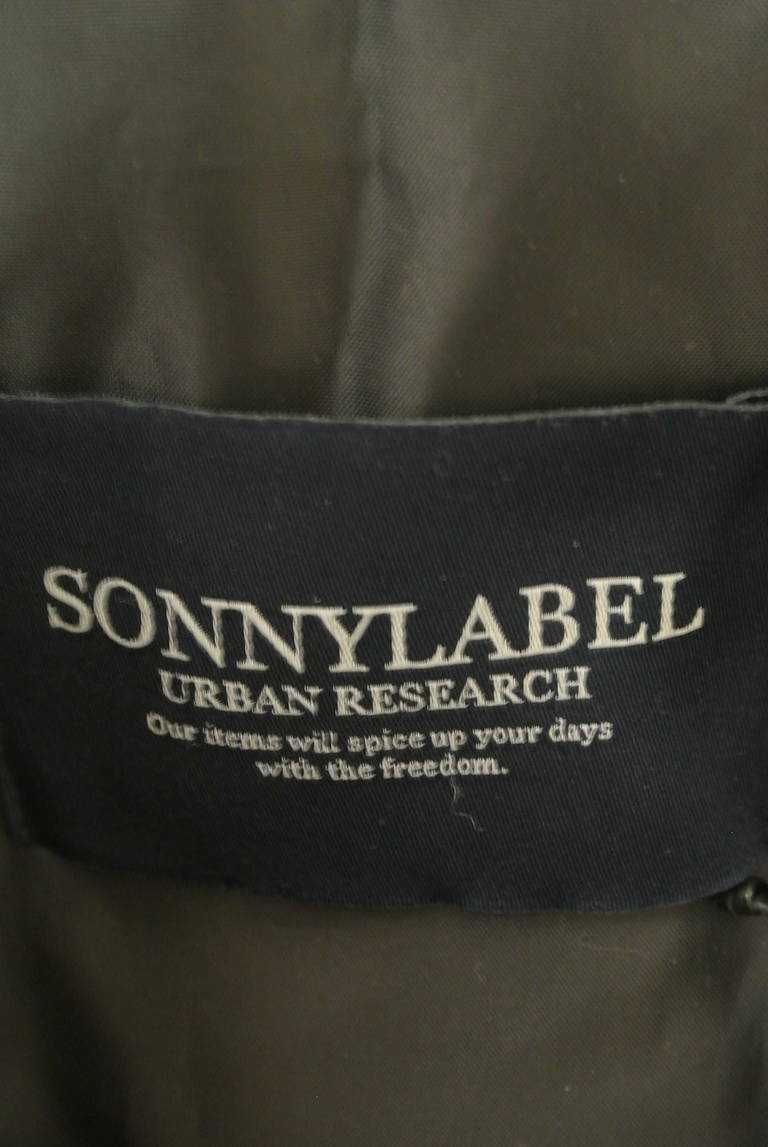 SONNYLABEL
URBAN RESEARCH
Our items will spice up your days
with the freedom.